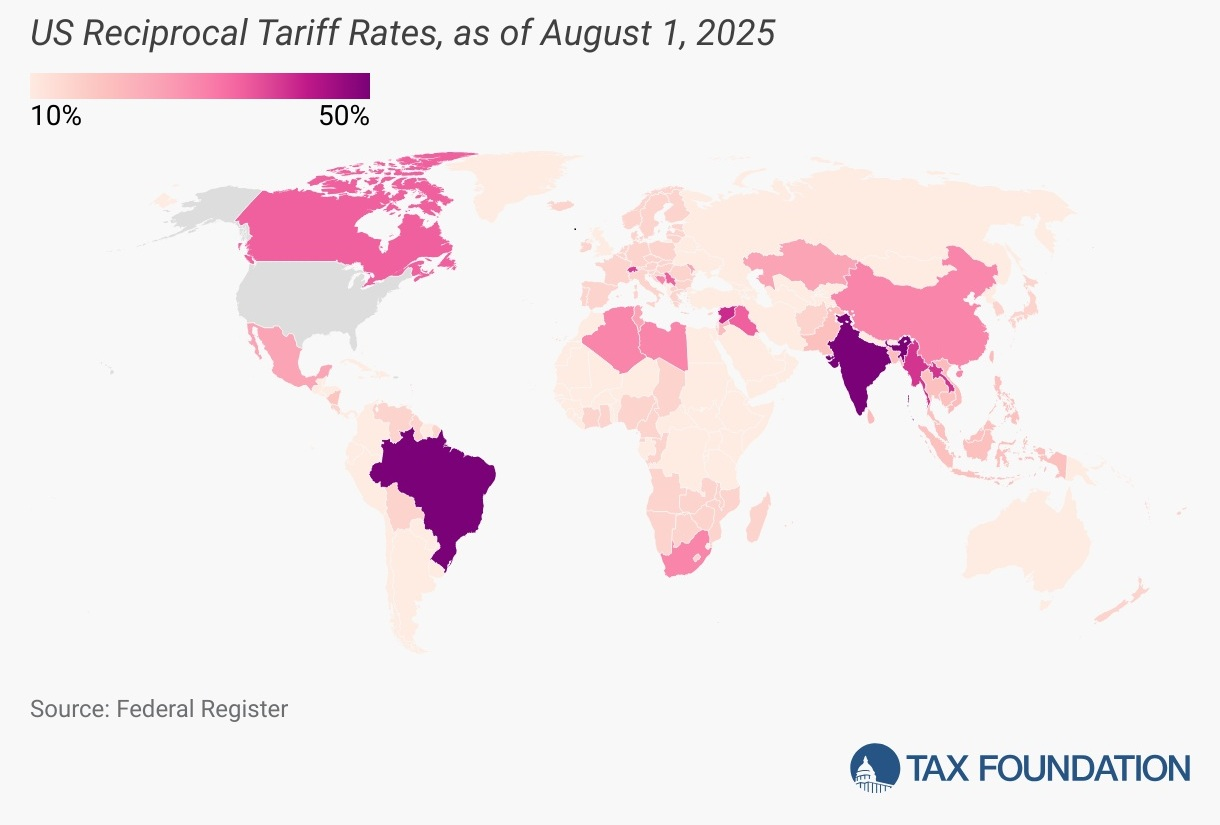 US Reciprocal Tariff Rates, as of August 1, 2025
10% 50%
Source: Federal Register
TAX FOUNDATION